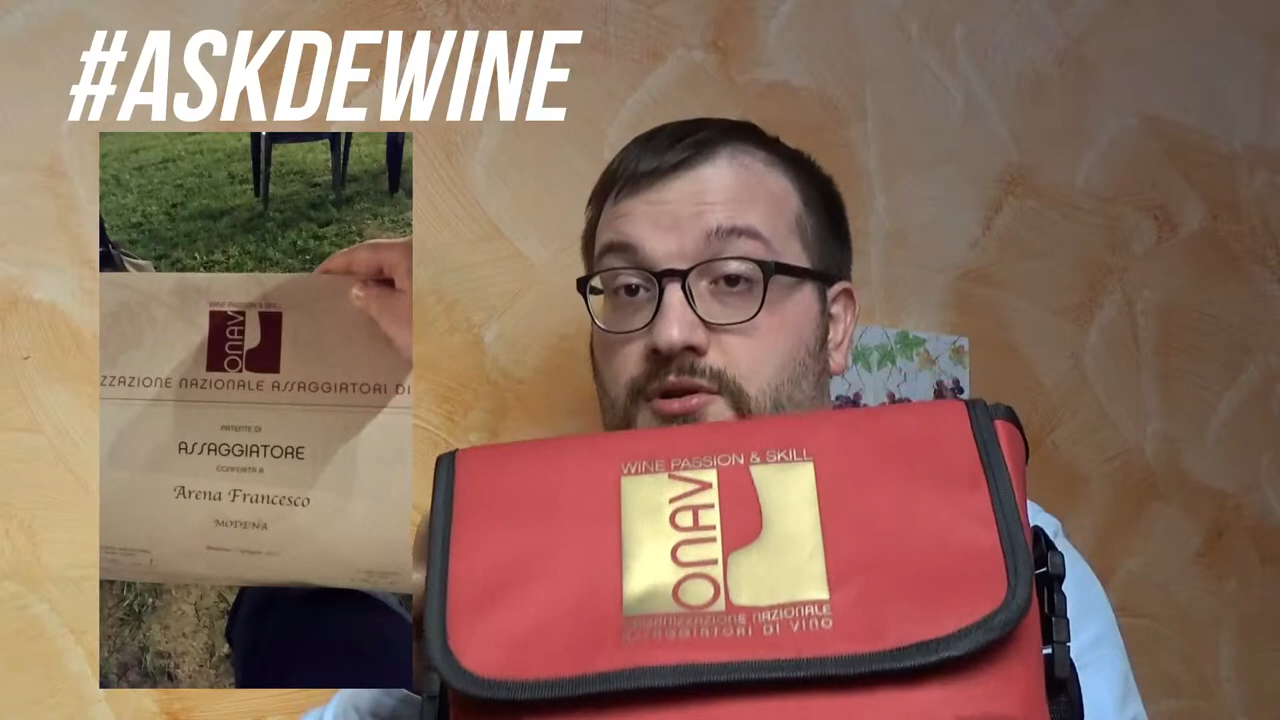 #ASKDEWINE
WINE PASSION & SKILL
ONAV
ZZAZIONE NAZIONALE ASSAGGIATORI DI
PATENTE DI
ASSAGGIATORE
CONFERITA A
Arena Francesco
MODENA
WINE PASSION & SKILL
ONAV
ORGANIZZAZIONE NAZIONALE
ASSAGGIATORI DI VINO